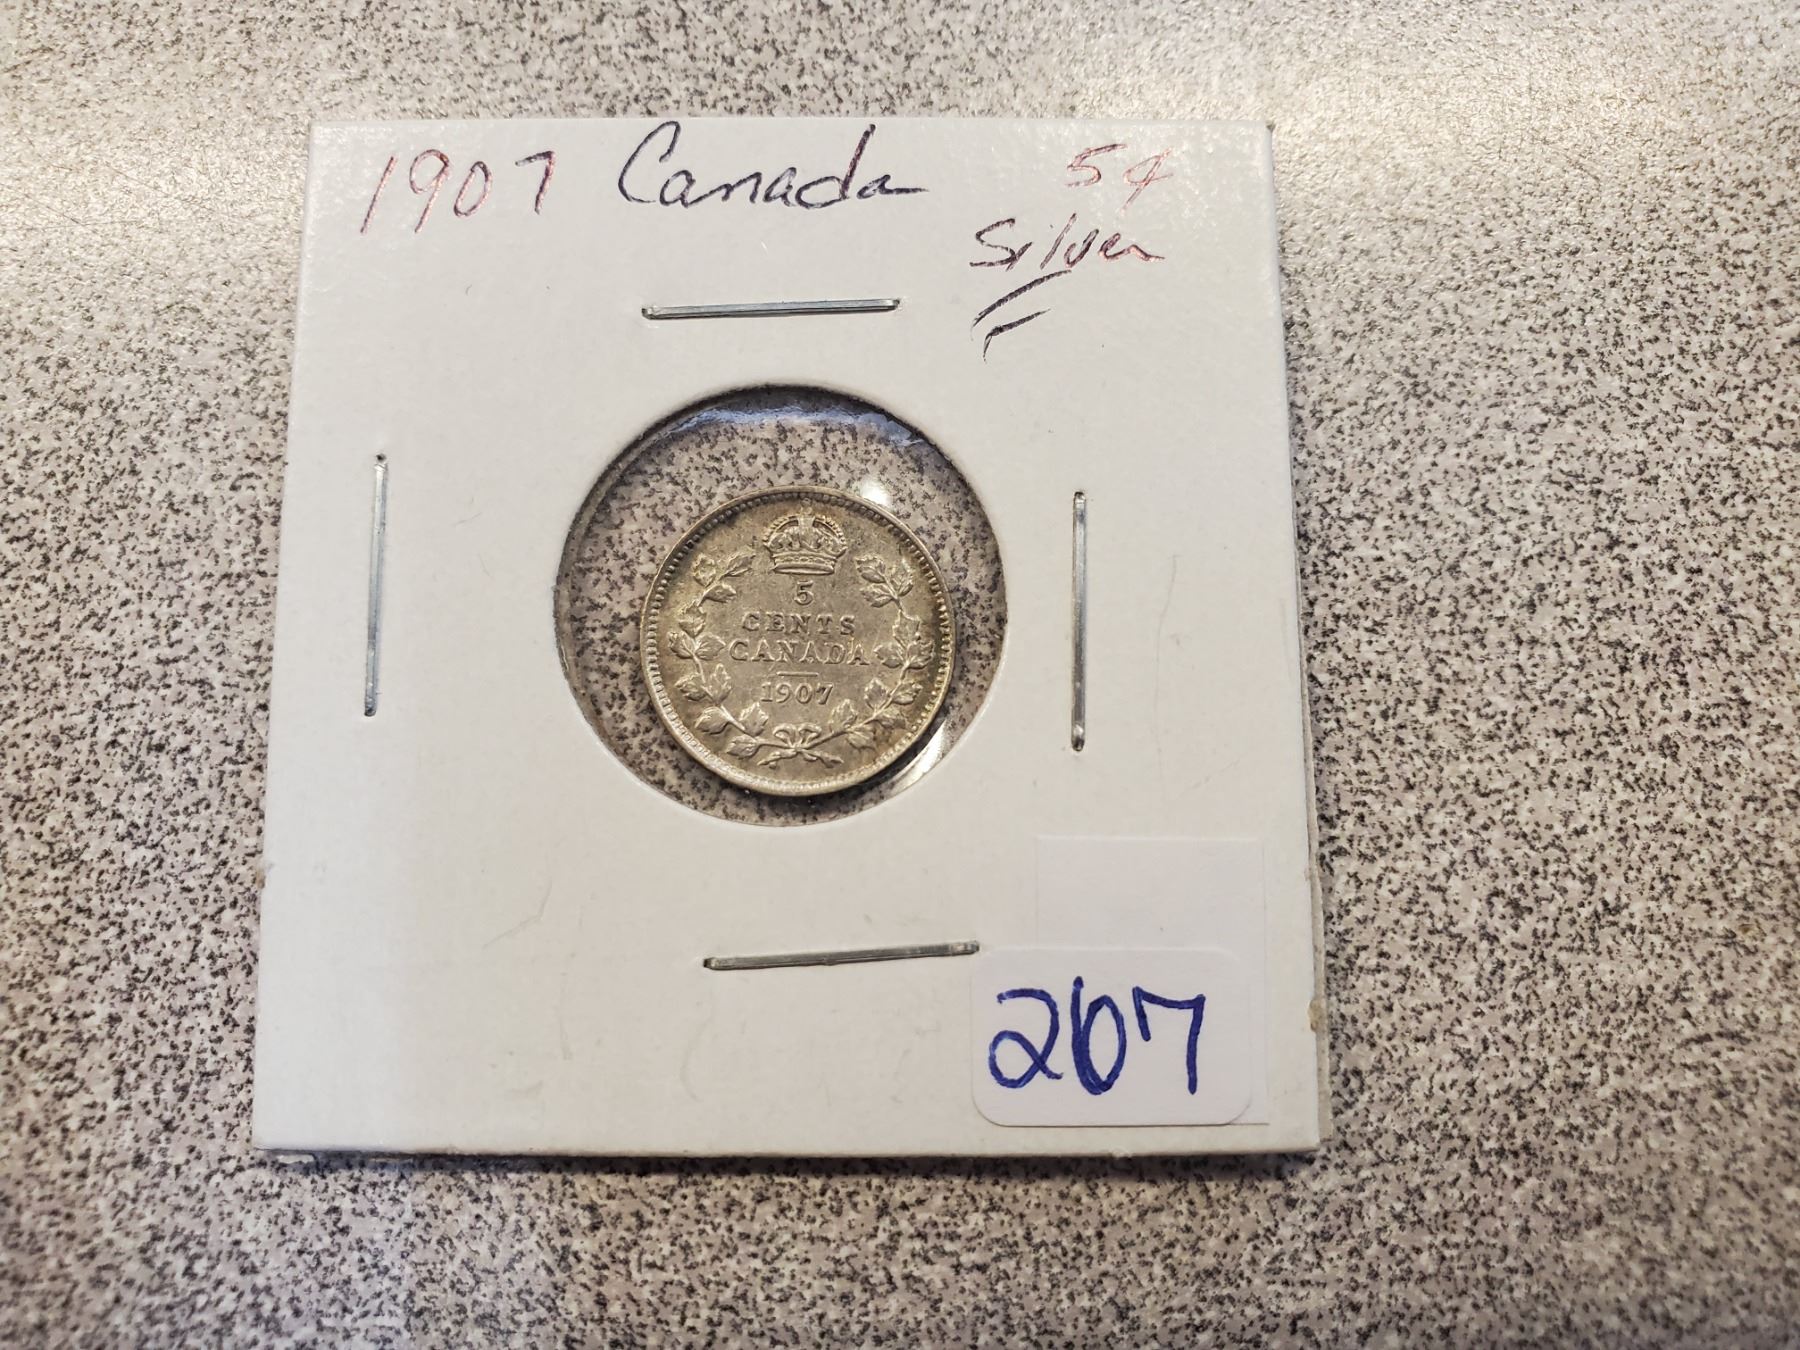 1907 Canada 5¢
Silver
F
5
CENTS
CANADA
1907
207